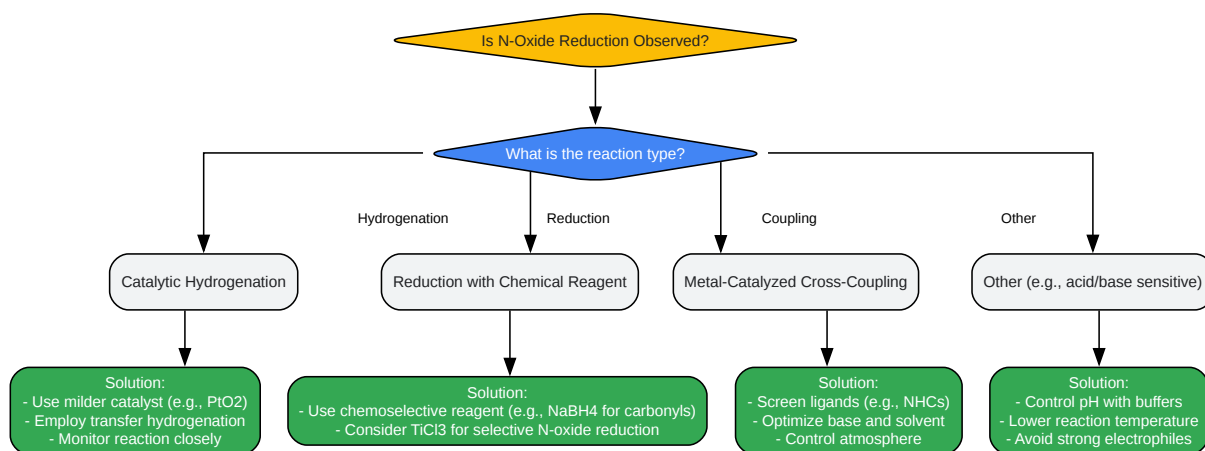 Is N-Oxide Reduction Observed?
What is the reaction type?
Hydrogenation
Reduction
Coupling
Other
Catalytic Hydrogenation
Reduction with Chemical Reagent
Metal-Catalyzed Cross-Coupling
Other (e.g., acid/base sensitive)
Solution:
- Use milder catalyst (e.g., PtO2)
- Employ transfer hydrogenation
- Monitor reaction closely
Solution:
- Use chemoselective reagent (e.g., NaBH4 for carbonyls)
- Consider TiCl3 for selective N-oxide reduction
Solution:
- Screen ligands (e.g., NHCs)
- Optimize base and solvent
- Control atmosphere
Solution:
- Control pH with buffers
- Lower reaction temperature
- Avoid strong electrophiles